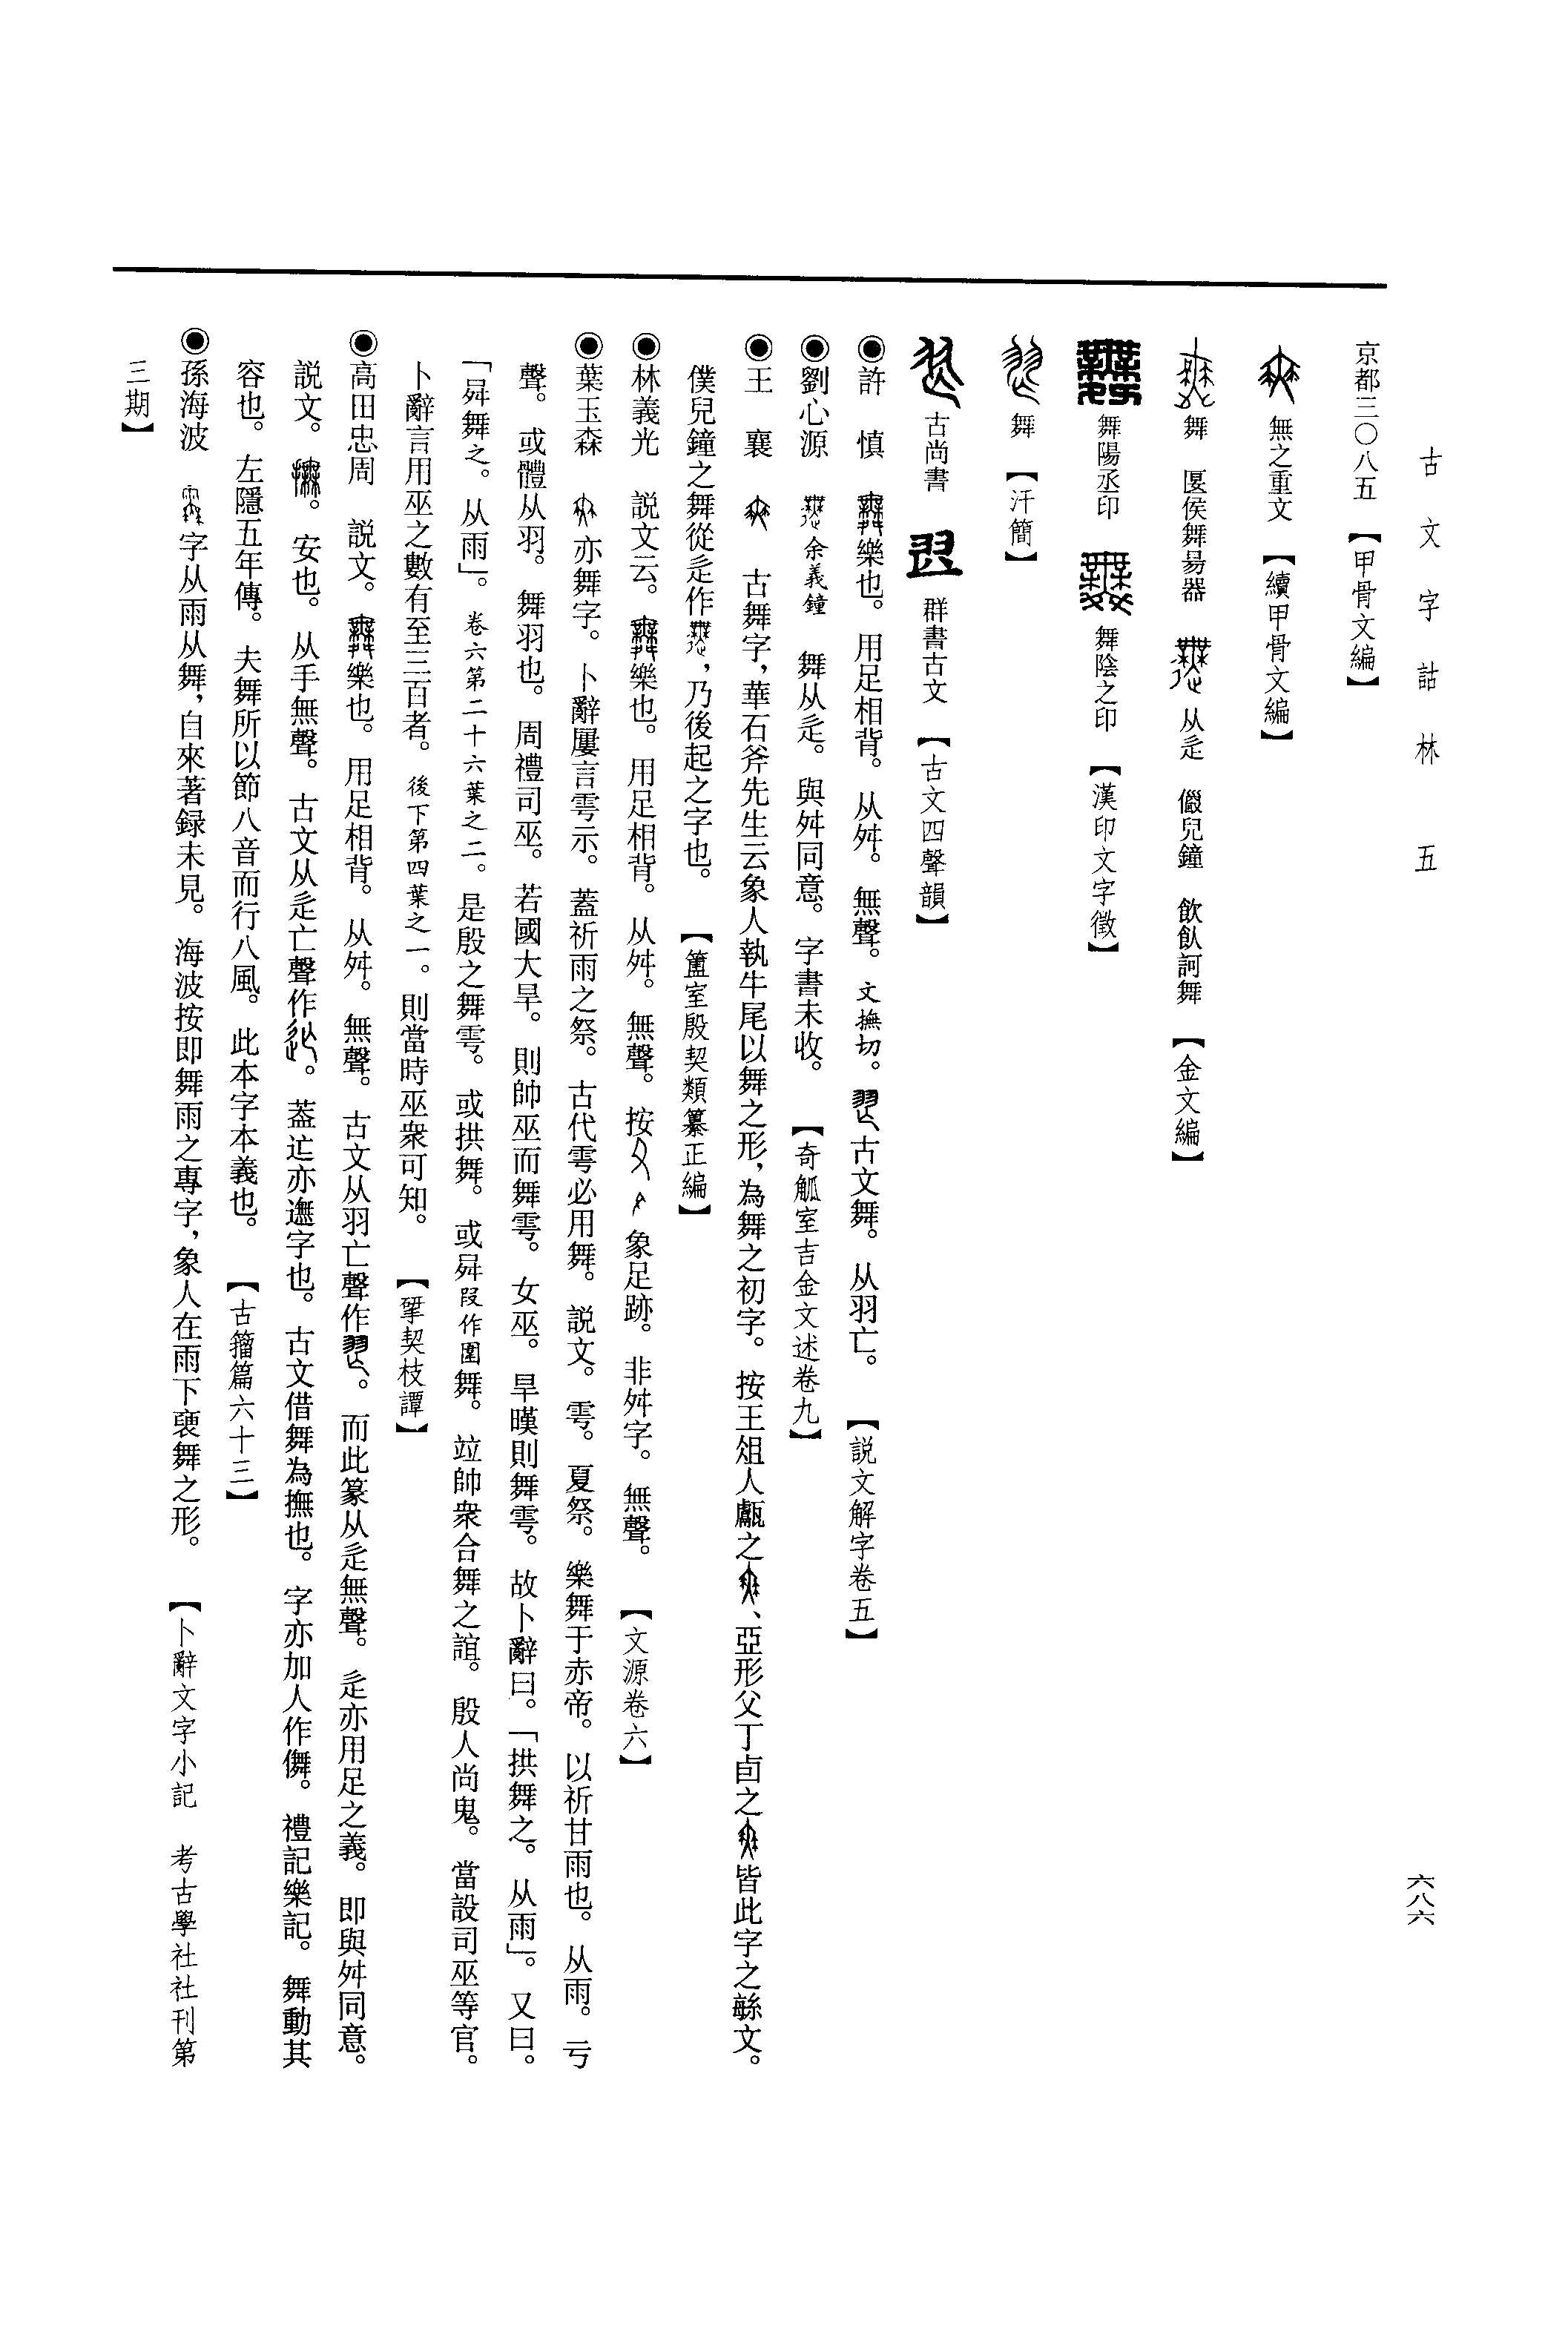 古文字詁林 五
六八六
京都三〇八五 【甲骨文編】
無之重文 【續甲骨文編】
舞 匽侯舞昜器 从辵 儠兒鐘 飲飤訶舞 【金文編】
舞陽丞印 舞陰之印 【漢印文字徵】
舞 【汗簡】
古尚書 群書古文 【古文四聲韻】
◉許 慎 樂也。用足相背。从舛。無聲。文撫切。古文舞。从羽亡。 【説文解字卷五】
◉劉心源 余義鐘 舞从辵。與舛同意。字書未收。 【奇觚室吉金文述卷九】
◉王 襄 古舞字，華石斧先生云象人執牛尾以舞之形，為舞之初字。按王俎人甗之、亞形父丁卣之皆此字之緐文。
僕兒鐘之舞從辵作，乃後起之字也。 【簠室殷契類纂正編】
◉林義光 説文云。樂也。用足相背。从舛。無聲。按象足跡。非舛字。無聲。 【文源卷六】
◉葉玉森 亦舞字。卜辭屢言雩示。蓋祈雨之祭。古代雩必用舞。説文。雩。夏祭。樂舞于赤帝。以祈甘雨也。从雨。亏
聲。或體从羽。舞羽也。周禮司巫。若國大旱。則帥巫而舞雩。女巫。旱暵則舞雩。故卜辭曰。「拱舞之。从雨」。又曰。
「舁舞之。从雨」。卷六第二十六葉之二。是殷之舞雩。或拱舞。或舁段作圍舞。竝帥衆合舞之誼。殷人尚鬼。當設司巫等官。
卜辭言用巫之數有至三百者。後下第四葉之一。則當時巫衆可知。 【揅契枝譚】
◉高田忠周 説文。樂也。用足相背。从舛。無聲。古文从羽亡聲作。而此篆从辵無聲。辵亦用足之義。即與舛同意。
説文。安也。从手無聲。古文从辵亡聲作。葢迋亦𨗋字也。古文借舞為撫也。字亦加人作儛。禮記樂記。舞動其
容也。左隱五年傳。夫舞所以節八音而行八風。此本字本義也。 【古籀篇六十三】
◉孫海波 字从雨从舞，自來著録未見。海波按即舞雨之專字，象人在雨下褎舞之形。 【卜辭文字小記 考古學社社刊第
三期】